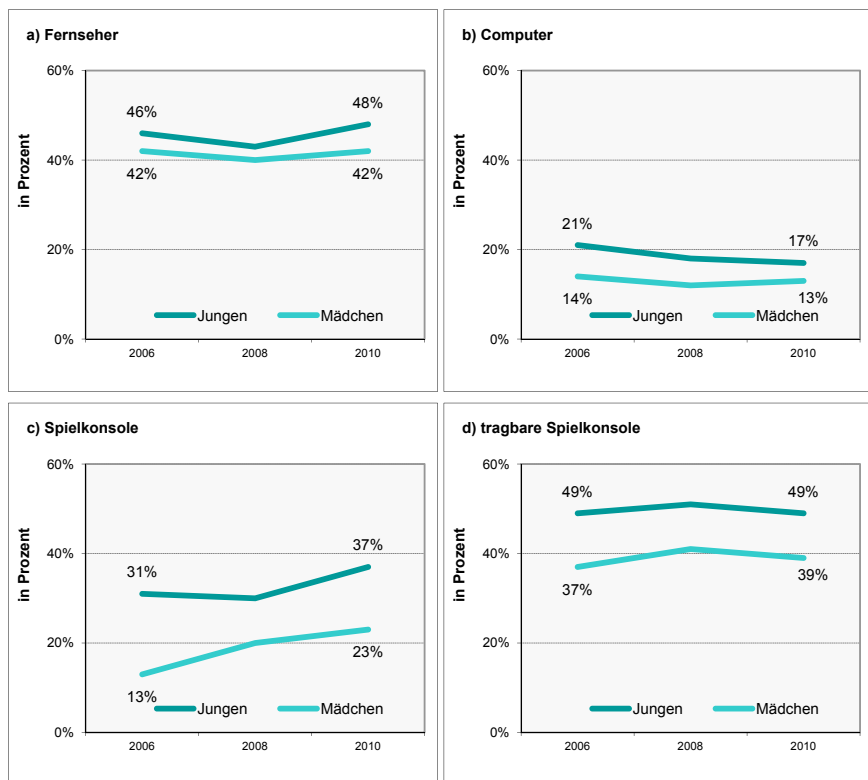 a) Fernseher
60%
46%
48%
40%
42%
42%
in Prozent
20%
Jungen
Mädchen
0%
2006
2008
2010
b) Computer
60%
40%
in Prozent
21%
20%
17%
14%
13%
Jungen
Mädchen
0%
2006
2008
2010
c) Spielkonsole
60%
40%
37%
31%
in Prozent
20%
23%
13%
Jungen
Mädchen
0%
2006
2008
2010
d) tragbare Spielkonsole
60%
49%
49%
40%
37%
39%
in Prozent
20%
Jungen
Mädchen
0%
2006
2008
2010